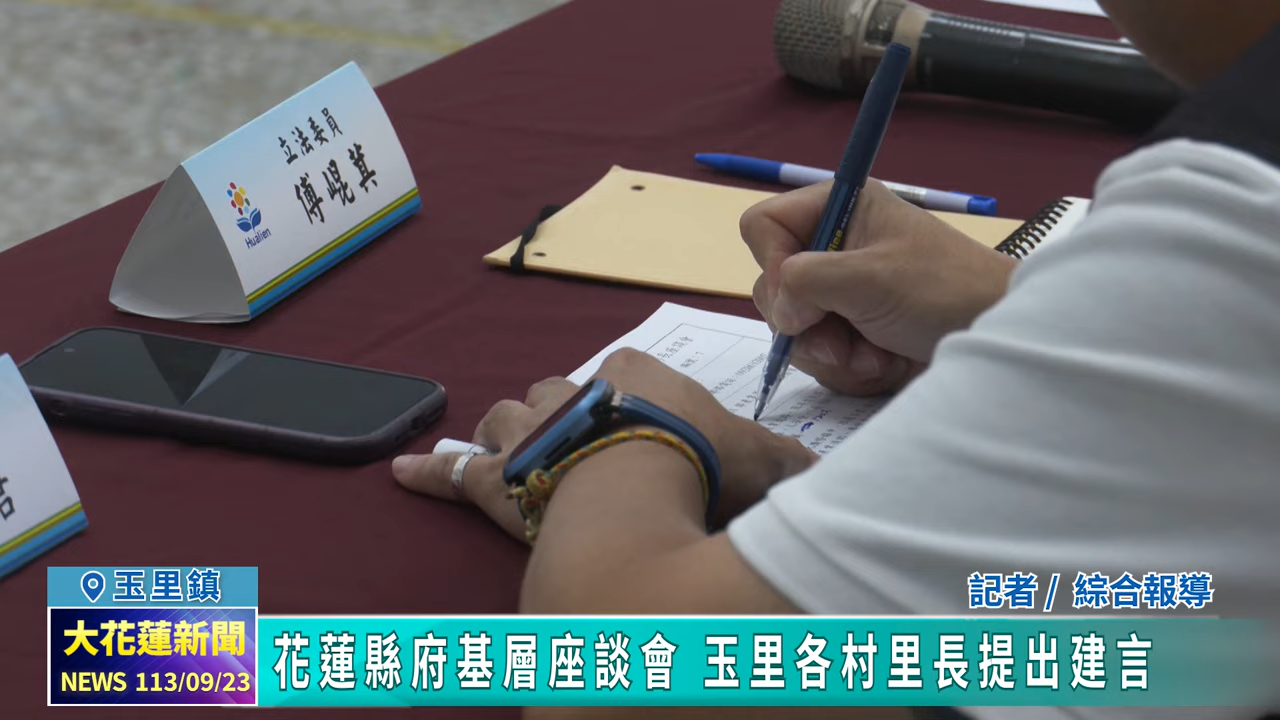 立法委員
傅崐萁
Hualien
玉里鎮
記者/ 綜合報導
大花蓮新聞
NEWS 113/09/23
花蓮縣府基層座談會 玉里各村里長提出建言